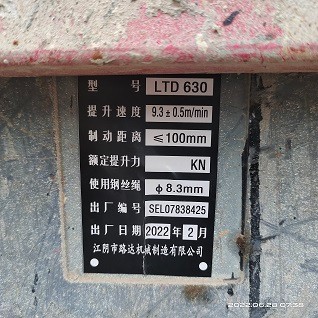 型号 LTD 630
提升速度 9.3±0.5m/min
制动距离 ≤100mm
额定提升力 KN
使用钢丝绳 φ8.3mm
出厂编号 SEL07838425
出厂日期 2022年2月
江阴市路达机械制造有限公司
2022.06.28 07:38